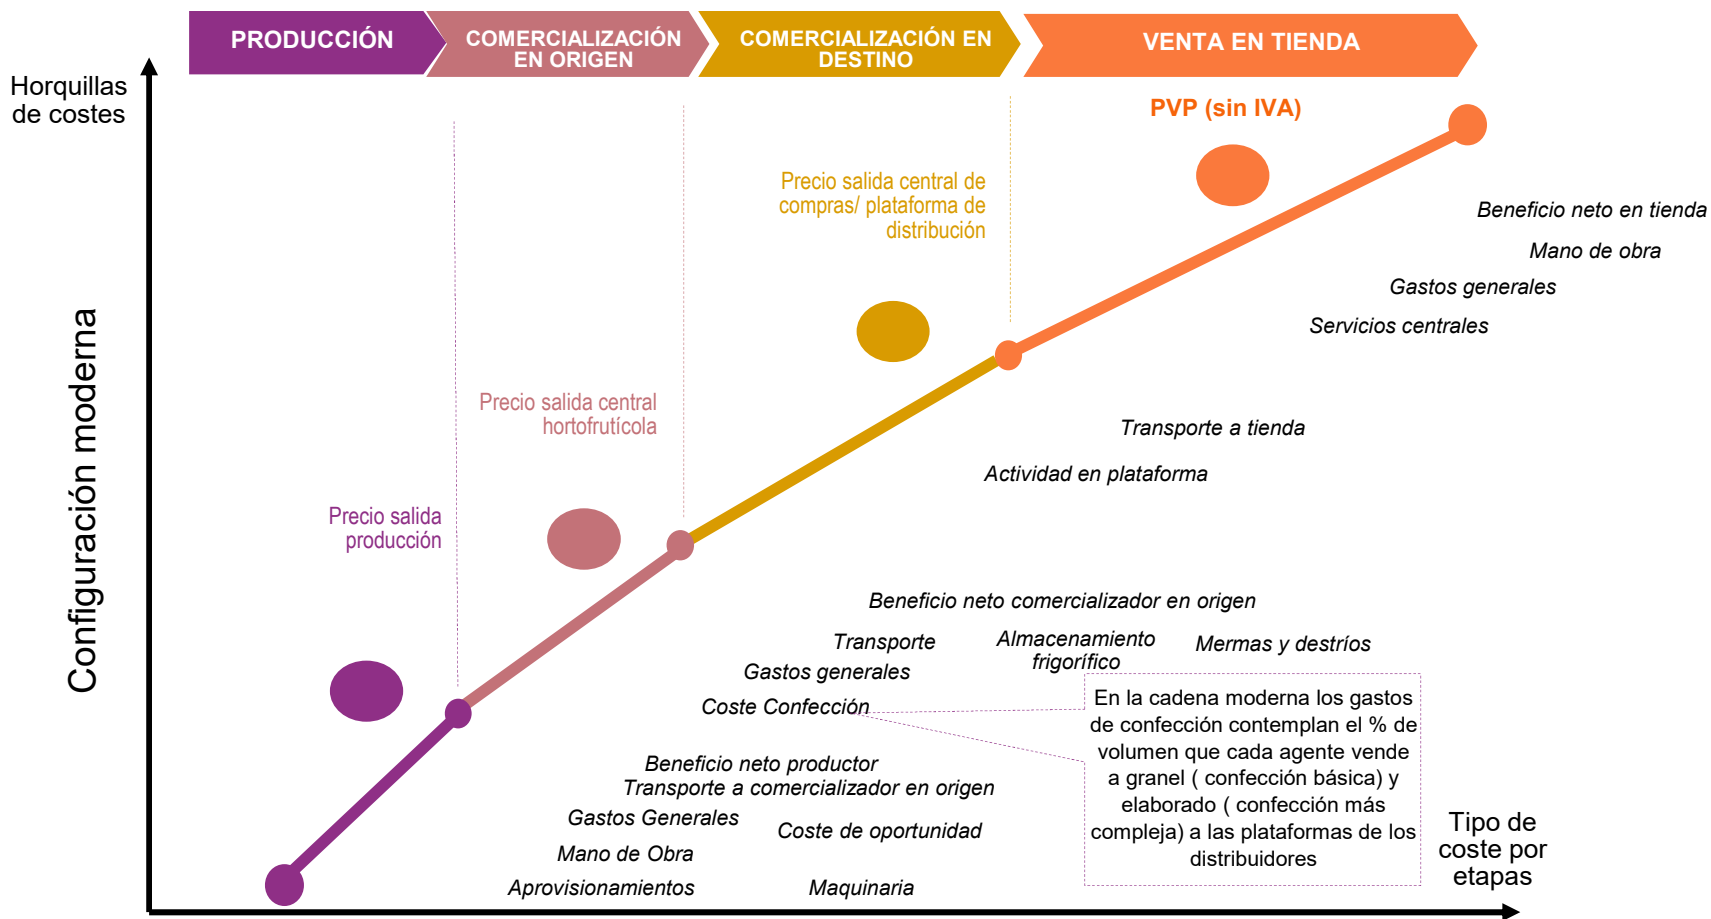 PRODUCCIÓN
COMERCIALIZACIÓN
EN ORIGEN
COMERCIALIZACIÓN EN
DESTINO
VENTA EN TIENDA
Horquillas
de costes
PVP (sin IVA)
Precio salida central de
compras/ plataforma de
distribución
Beneficio neto en tienda
Mano de obra
Gastos generales
Servicios centrales
Configuración moderna
Precio salida central
hortofrutícola
Transporte a tienda
Actividad en plataforma
Precio salida
producción
Beneficio neto comercializador en origen
Transporte
Almacenamiento
frigorífico
Mermas y destríos
Gastos generales
Coste Confección
En la cadena moderna los gastos
de confección contemplan el % de
volumen que cada agente vende
a granel ( confección básica) y
elaborado ( confección más
compleja) a las plataformas de los
distribuidores
Beneficio neto productor
Transporte a comercializador en origen
Gastos Generales
Coste de oportunidad
Mano de Obra
Aprovisionamientos
Maquinaria
Tipo de
coste por
etapas